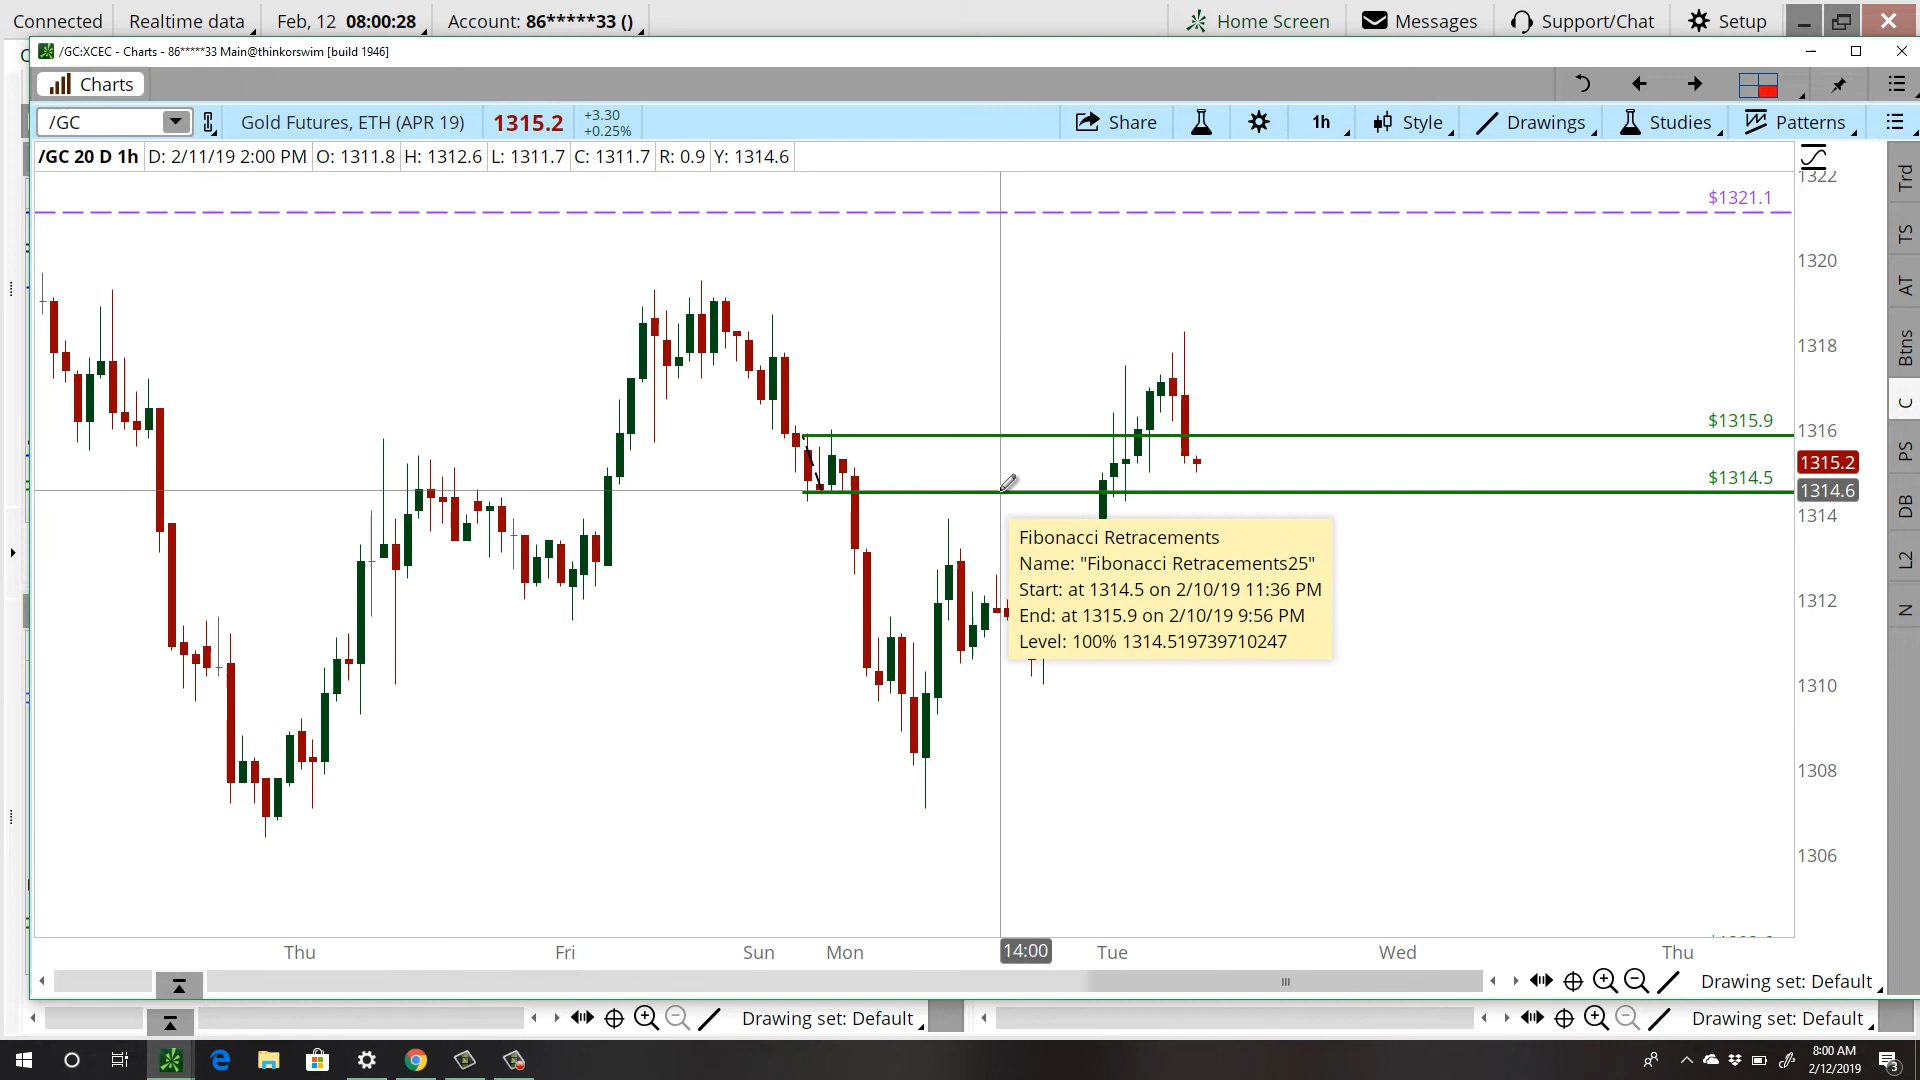 Connected
Realtime data
Feb, 12 08:00:28
Account: 86*****33 ()
Home Screen
Messages
Support/Chat
Setup
/GC:XCEC - Charts - 86*****33 Main@thinkorswim [build 1946]
Charts
/GC
Gold Futures, ETH (APR 19)
1315.2
+3.30
+0.25%
Share
1h
Style
Drawings
Studies
Patterns
/GC 20 D 1h
D: 2/11/19 2:00 PM
O: 1311.8
H: 1312.6
L: 1311.7
C: 1311.7
R: 0.9
Y: 1314.6
1322
$1321.1
1320
1318
$1315.9
1316
1315.2
$1314.5
1314.6
1314
1312
1310
1308
1306
Fibonacci Retracements
Name: "Fibonacci Retracements25"
Start: at 1314.5 on 2/10/19 11:36 PM
End: at 1315.9 on 2/10/19 9:56 PM
Level: 100% 1314.519739710247
Trd
TS
AT
Btns
C
PS
DB
L2
N
Thu
Fri
Sun
Mon
14:00
Tue
Wed
Thu
Drawing set: Default
Drawing set: Default
Drawing set: Default
8:00 AM
2/12/2019
3